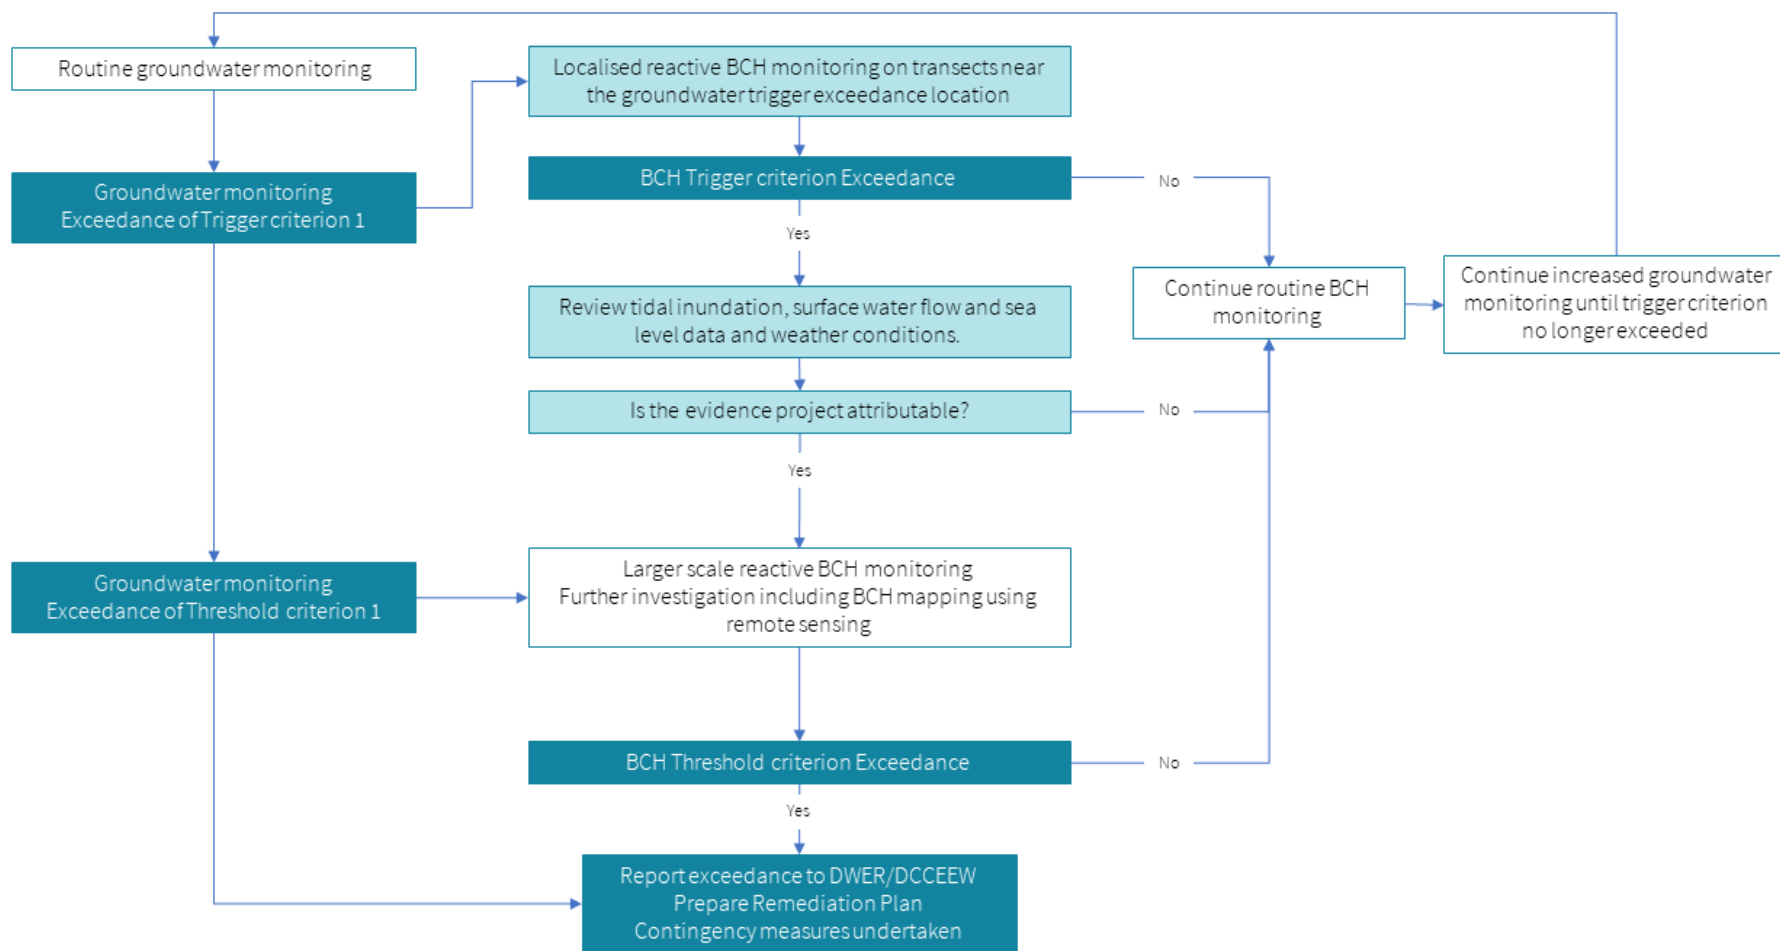 Routine groundwater monitoring
Localised reactive BCH monitoring on transects near
the groundwater trigger exceedance location
Groundwater monitoring
Exceedance of Trigger criterion 1
BCH Trigger criterion Exceedance
No
Yes
Review tidal inundation, surface water flow and sea
level data and weather conditions.
Continue routine BCH
monitoring
Continue increased groundwater
monitoring until trigger criterion
no longer exceeded
Is the evidence project attributable?
No
Yes
Groundwater monitoring
Exceedance of Threshold criterion 1
Larger scale reactive BCH monitoring
Further investigation including BCH mapping using
remote sensing
BCH Threshold criterion Exceedance
No
Yes
Report exceedance to DWER/DCCEEW
Prepare Remediation Plan
Contingency measures undertaken